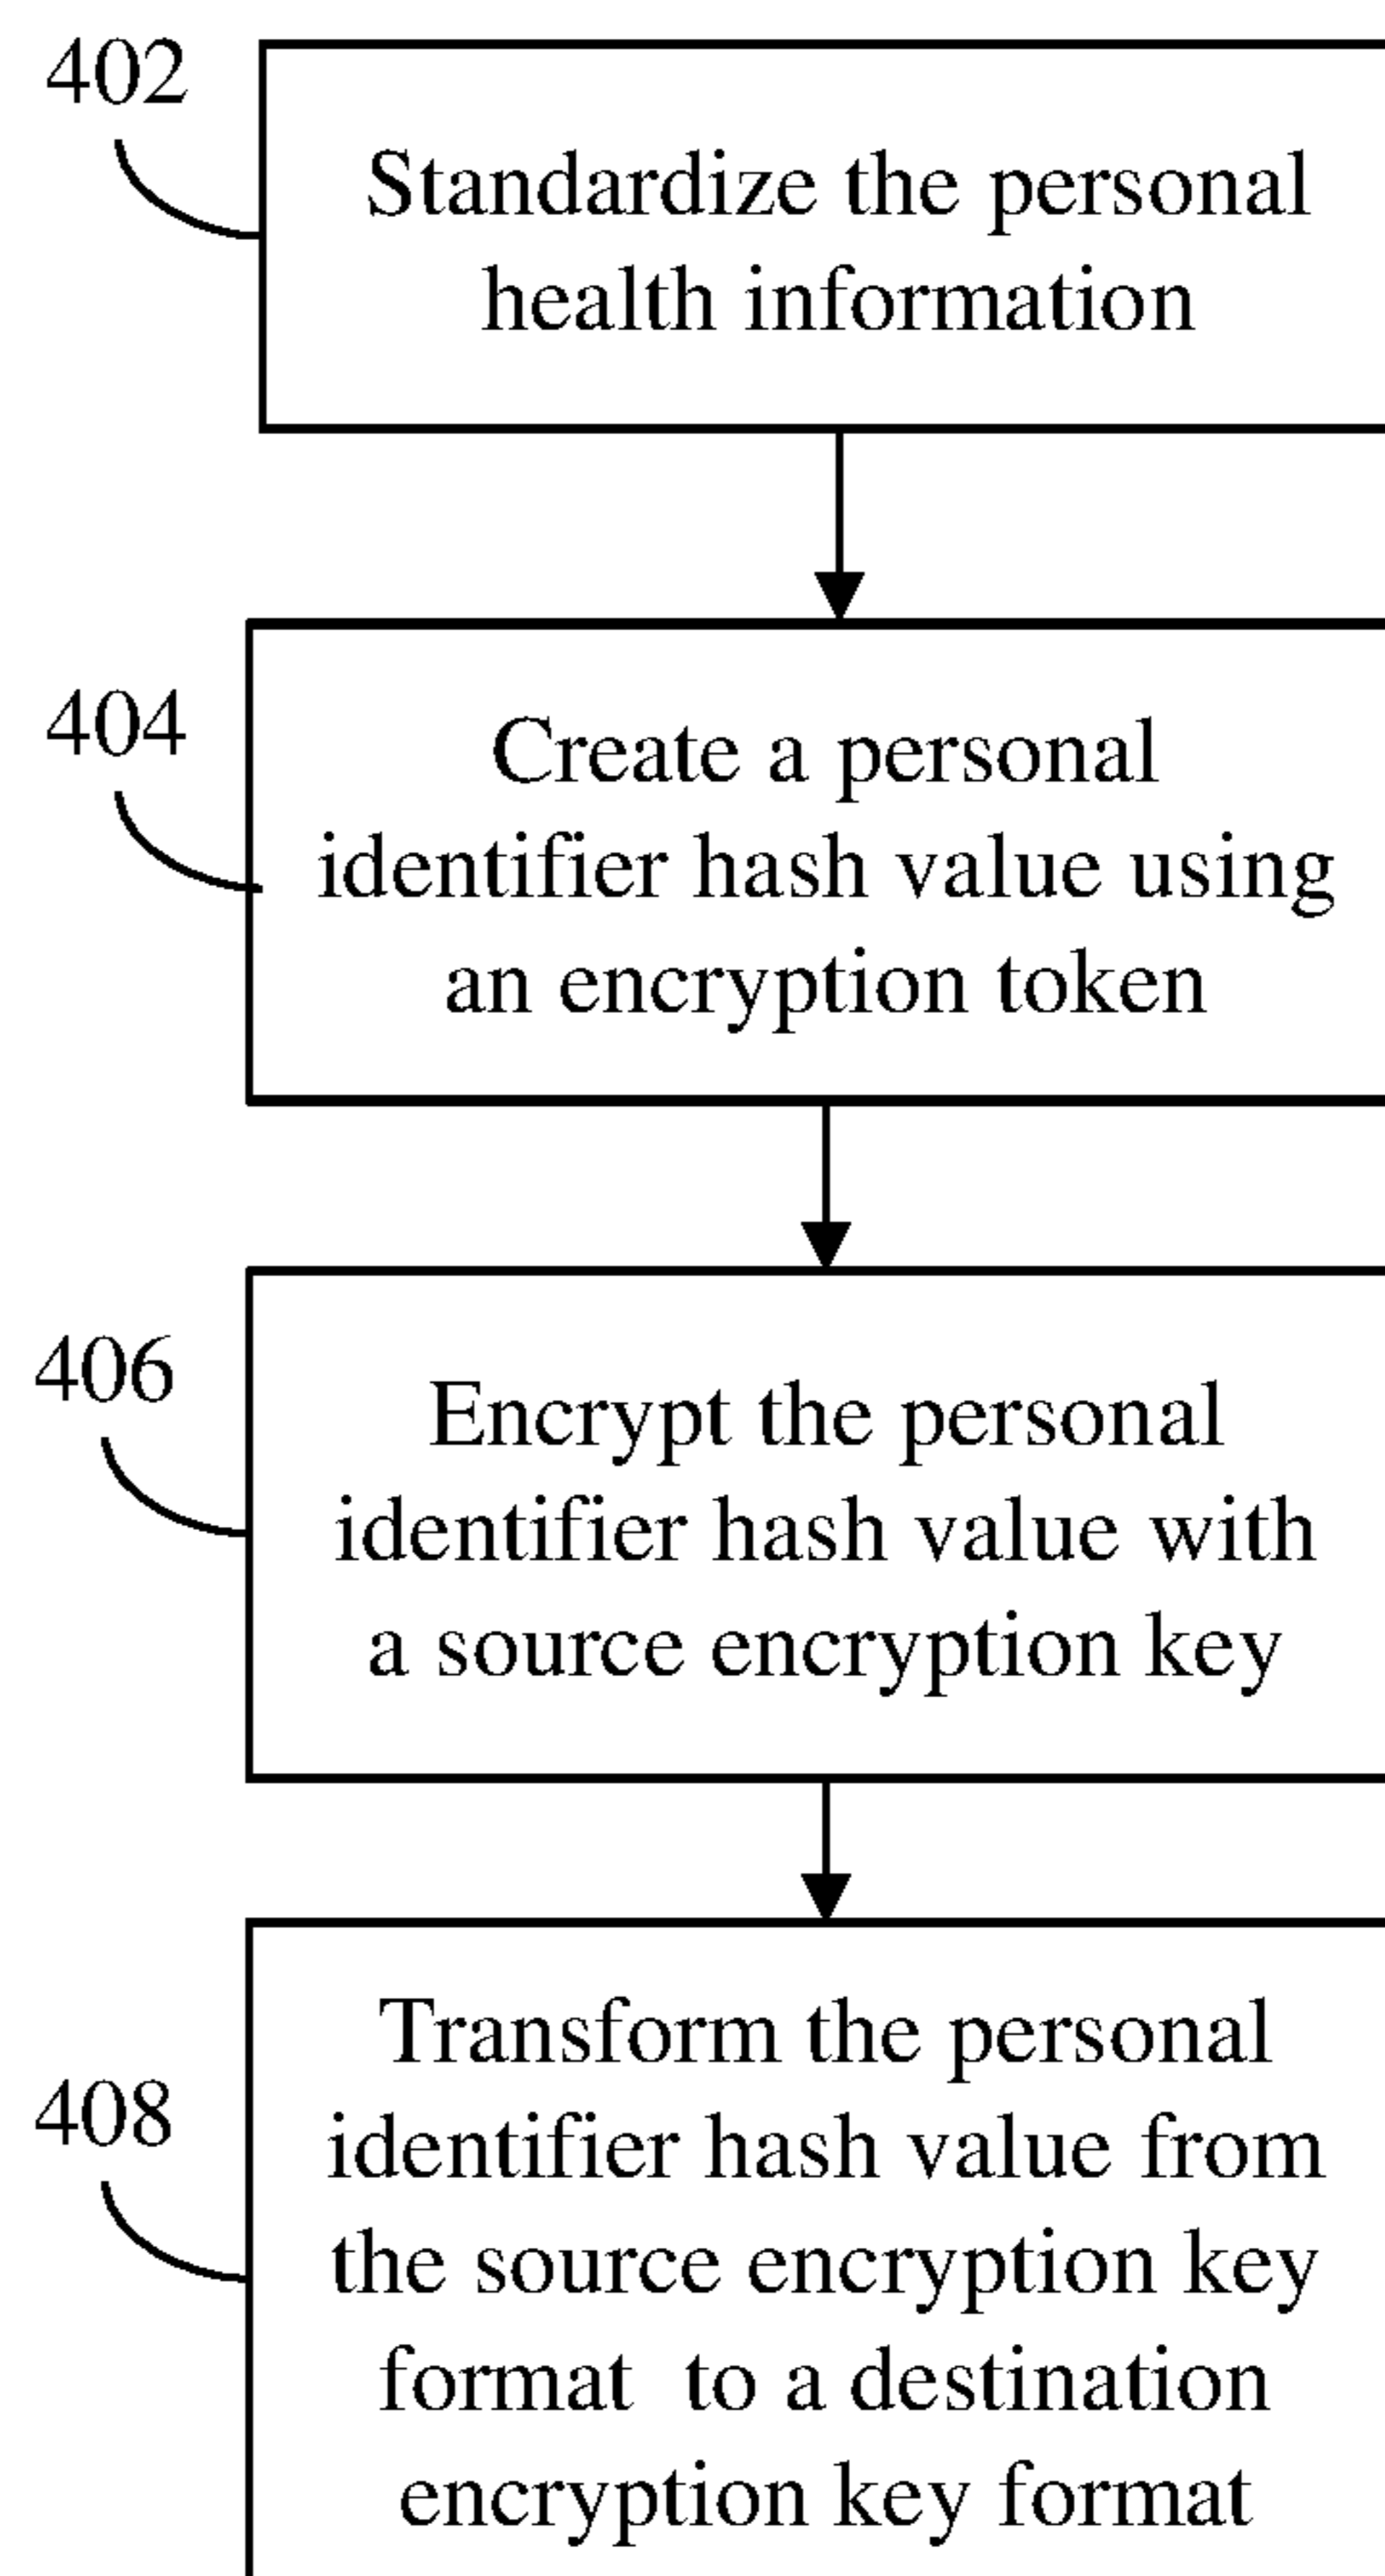 402
Standardize the personal
health information
404
Create a personal
identifier hash value using
an encryption token
406
Encrypt the personal
identifier hash value with
a source encryption key
408
Transform the personal
identifier hash value from
the source encryption key
format to a destination
encryption key format